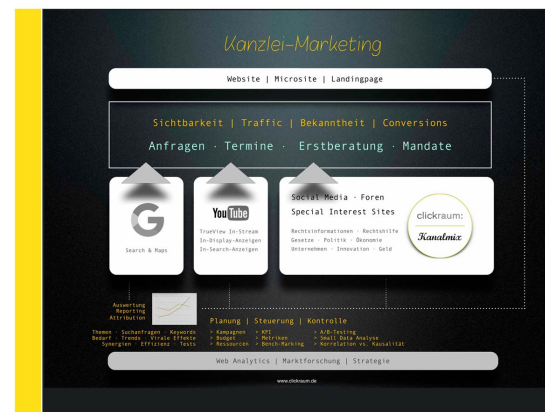 Kanzlei-Marketing
Website | Microsite | Landingpage
Sichtbarkeit | Traffic | Bekanntheit | Conversions
Anfragen · Termine · Erstberatung · Mandate
G
Search & Maps
YouTube
TrueView In-Stream
In-Display-Anzeigen
In-Search-Anzeigen
Social Media · Foren
Special Interest Sites
Rechtsinformationen · Rechtshilfe
Gesetze · Politik · Ökonomie
Unternehmen · Innovation · Geld
clickraum:
Kanalmix
Auswertung
Reporting
Attribution
Themen · Suchanfragen · Keywords
Bedarf · Trends · Virale Effekte
Synergien · Effizienz · Tests
Planung | Steuerung | Kontrolle
> Kampagnen > KPI > A/B-Testing
> Budget > Metriken > Small Data Analyse
> Ressourcen > Bench-Marking > Korrelation vs. Kausalität
Web Analytics | Marktforschung | Strategie
www.clickraum.de